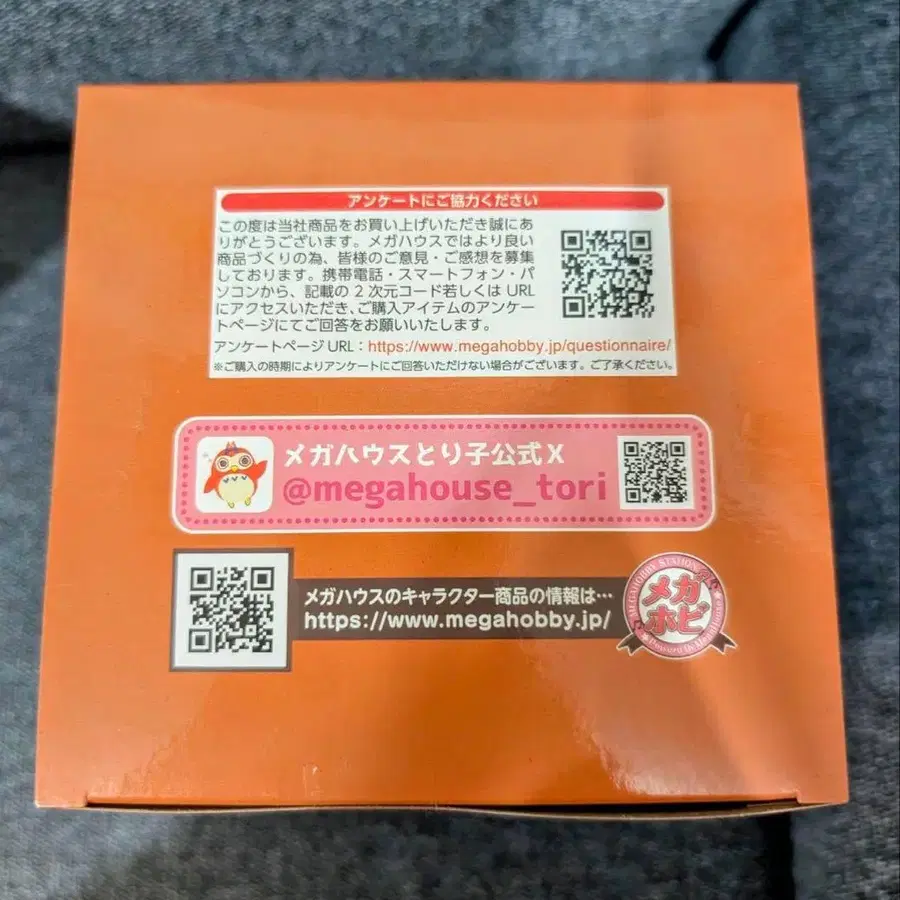 アンケートにご協力ください
この度は当社商品をお買い上げいただき誠にあ
りがとうございます。メガハウスではより良い
商品づくりの為、皆様のご意見・ご感想を募集
しております。携帯電話・スマートフォン・パ
ソコンから、記載の2次元コード若しくは URL
にアクセスいただき、ご購入アイテムのアンケ
ートページにてご回答をお願いいたします。
アンケートページURL：https://www.megahobby.jp/questionnaire/
※ご購入の時期によりアンケートにご回答いただけない場合がございます。ご了承ください。
メガハウスとり子公式X
@megahouse_tori
メガハウスのキャラクター商品の情報は…
https://www.megahobby.jp/
MEGAHOBBY STATION
メガ
ホビ